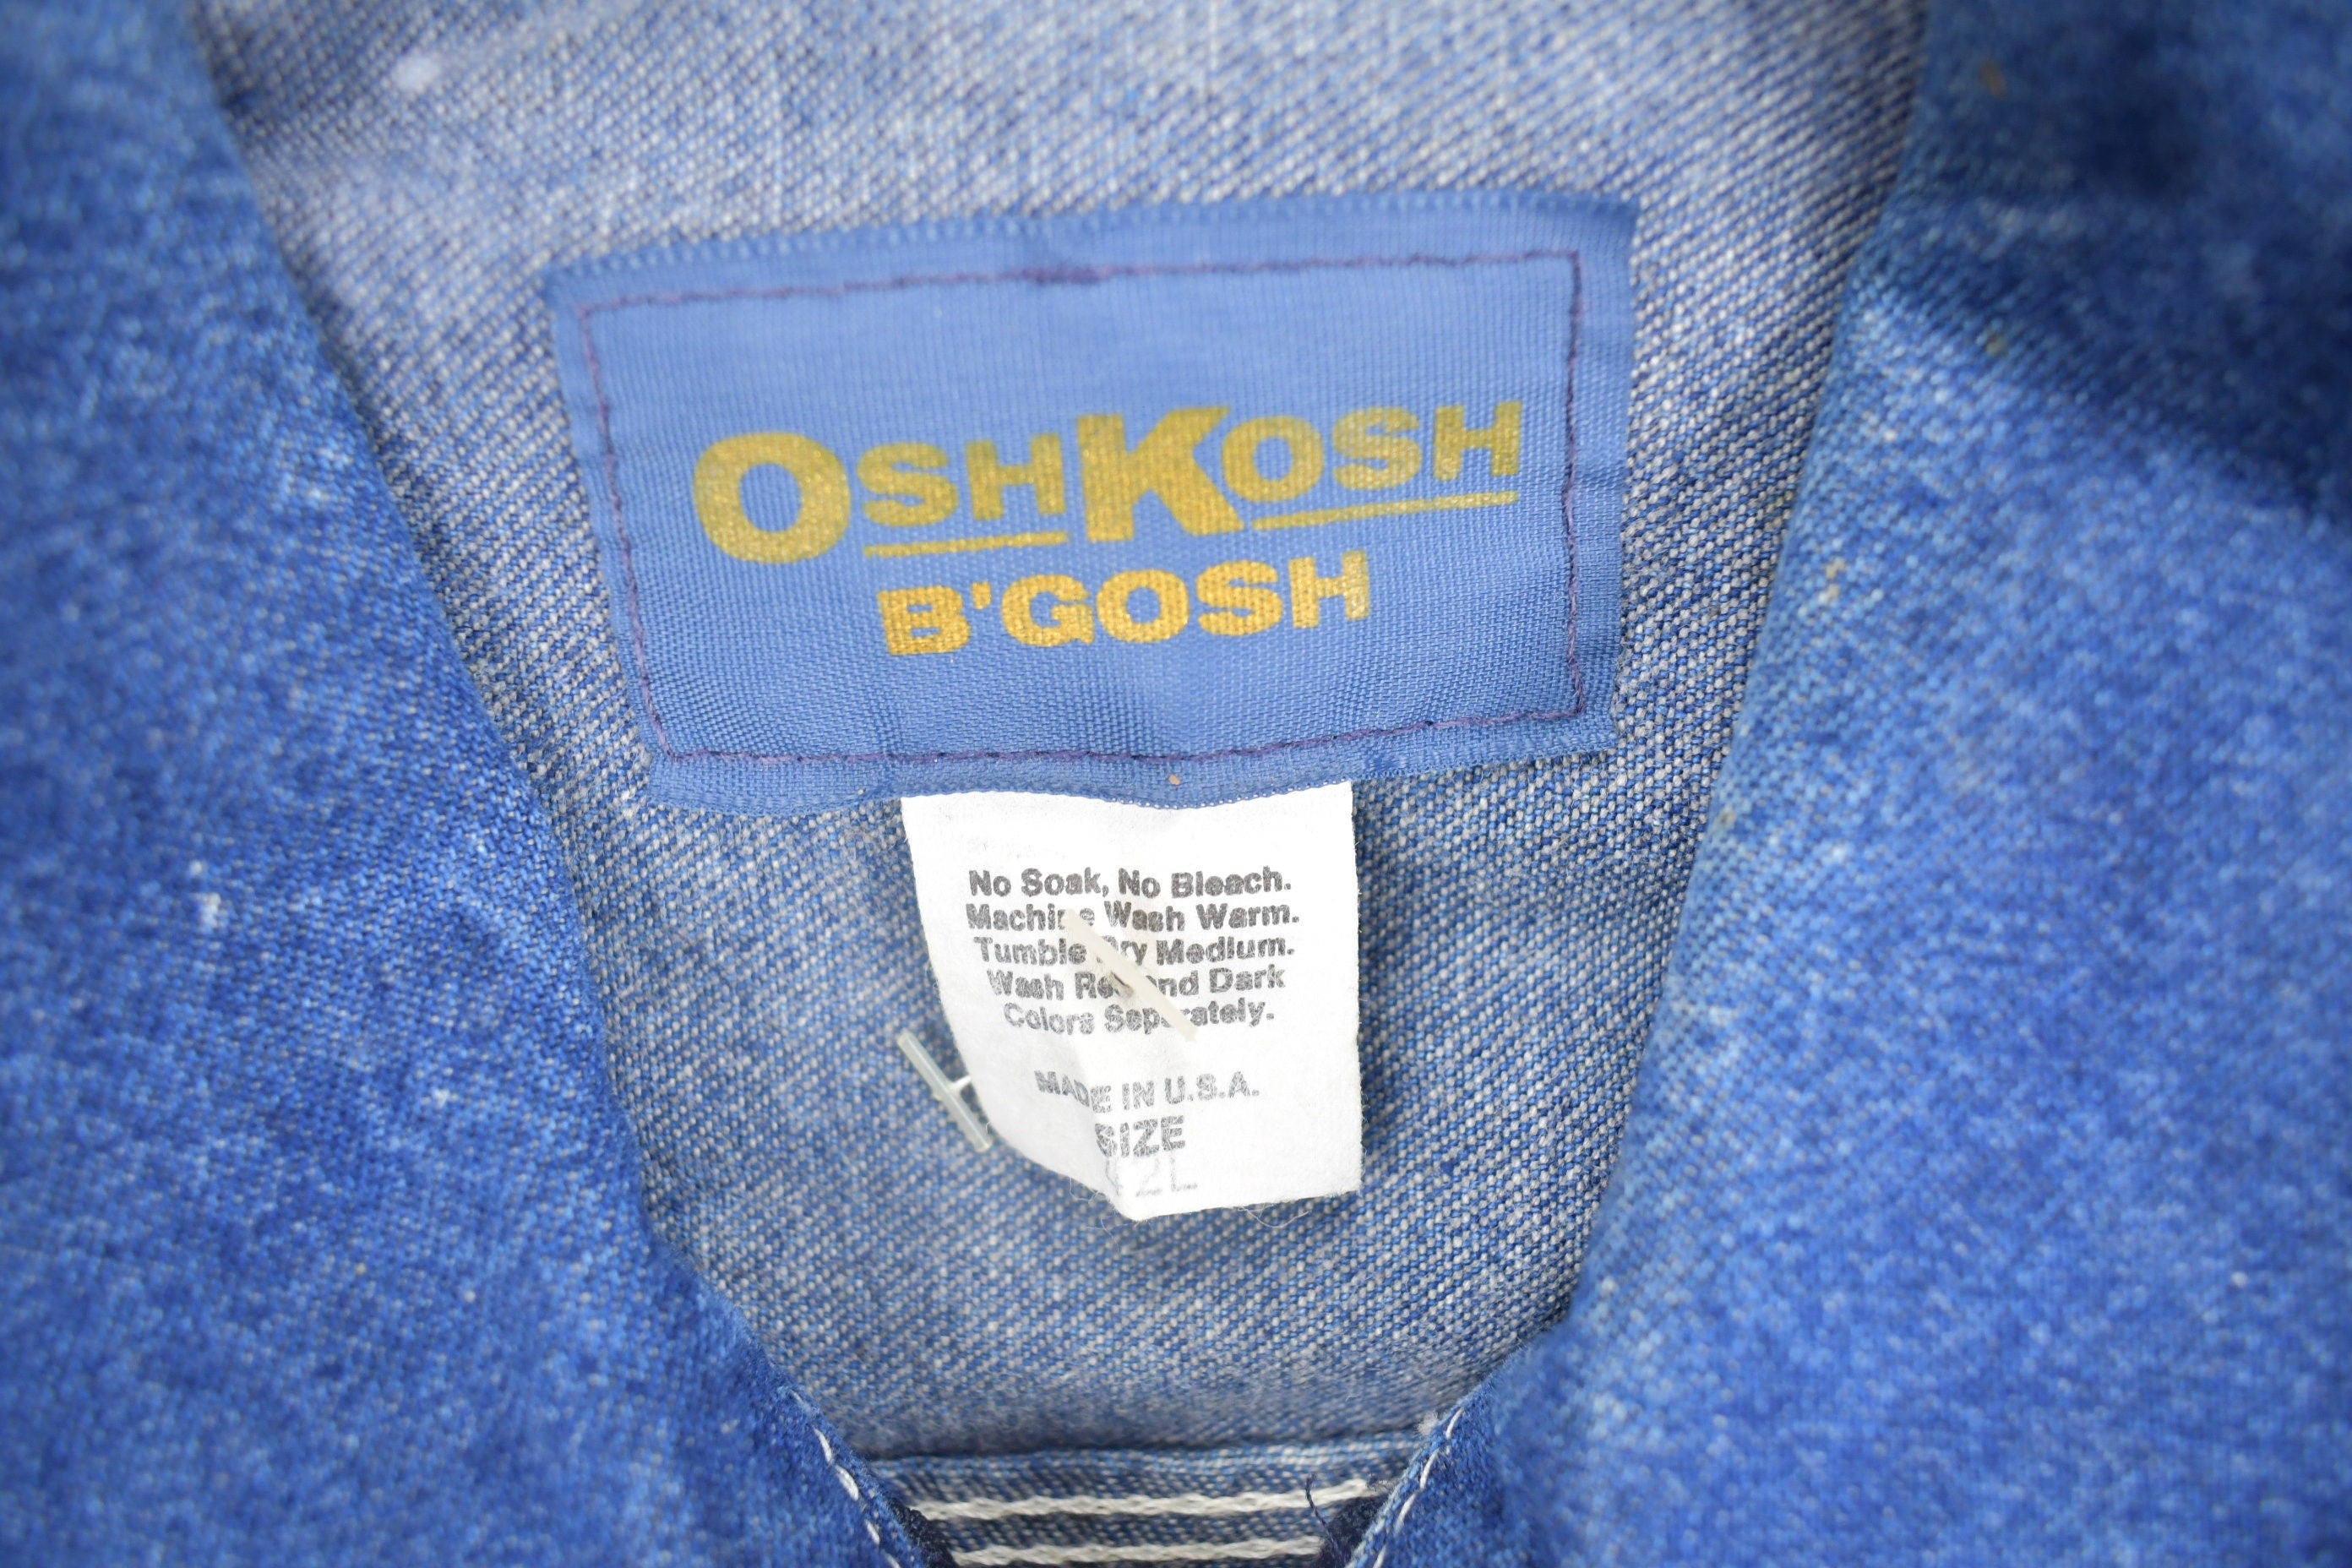 OSHKOSH
B'GOSH
No Soak, No Bleach.
Machine Wash Warm.
Tumble Dry Medium.
Wash Red and Dark
Colors Separately.
MADE IN U.S.A.
SIZE